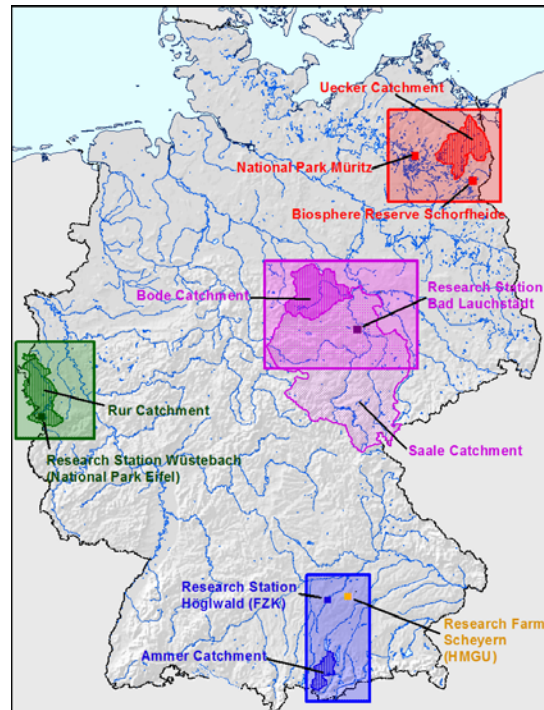 Uecker Catchment
National Park Müritz
Biosphere Reserve Schorfheide
Bode Catchment
Research Station
Bad Lauchstädt
Rur Catchment
Saale Catchment
Research Station Wüstebach
(National Park Eifel)
Research Station
Höglwald (FZK)
Research Farm
Scheyern
(HMGU)
Ammer Catchment